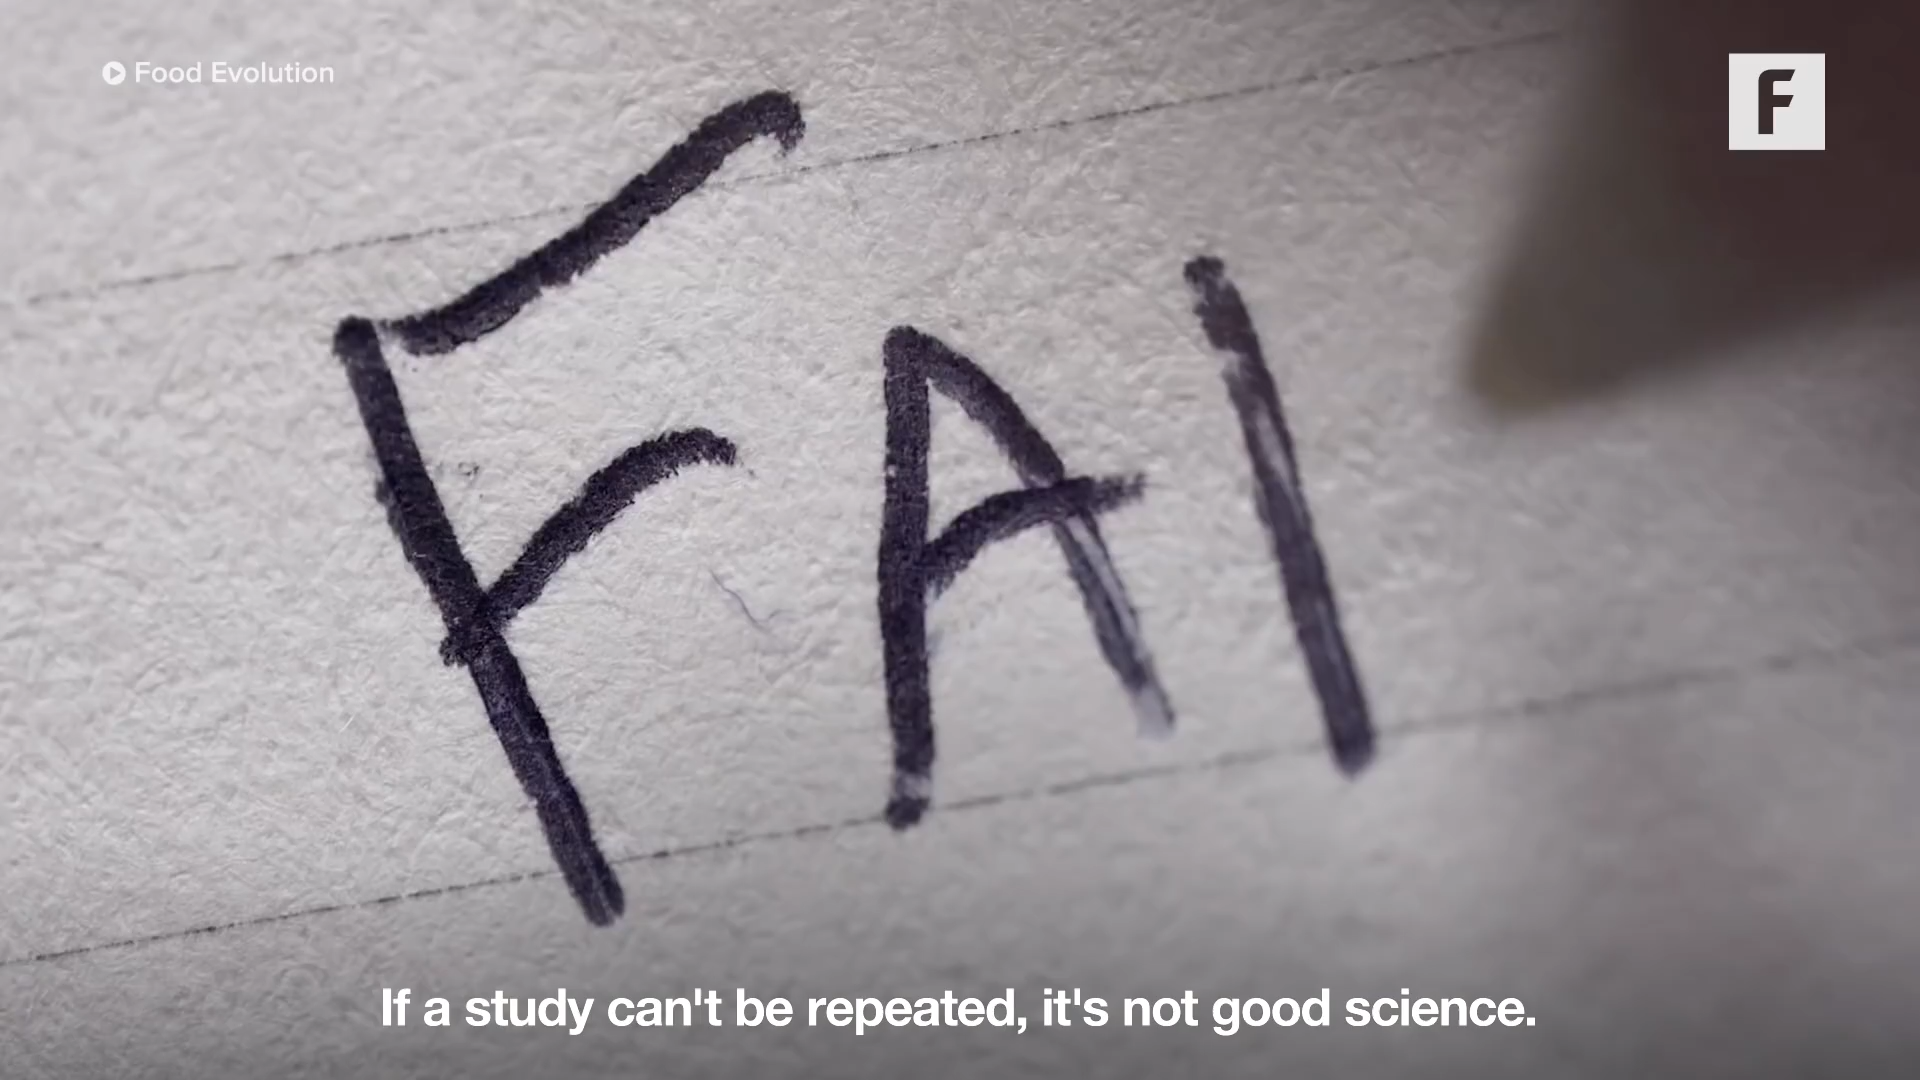 Food Evolution
F
FAI
If a study can't be repeated, it's not good science.